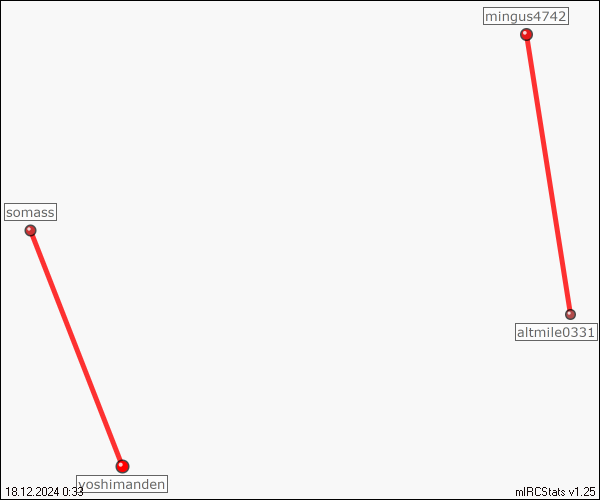 mingus4742
somass
altmile0331
yoshimanden
18.12.2024 0:33
mIRCStats v1.25